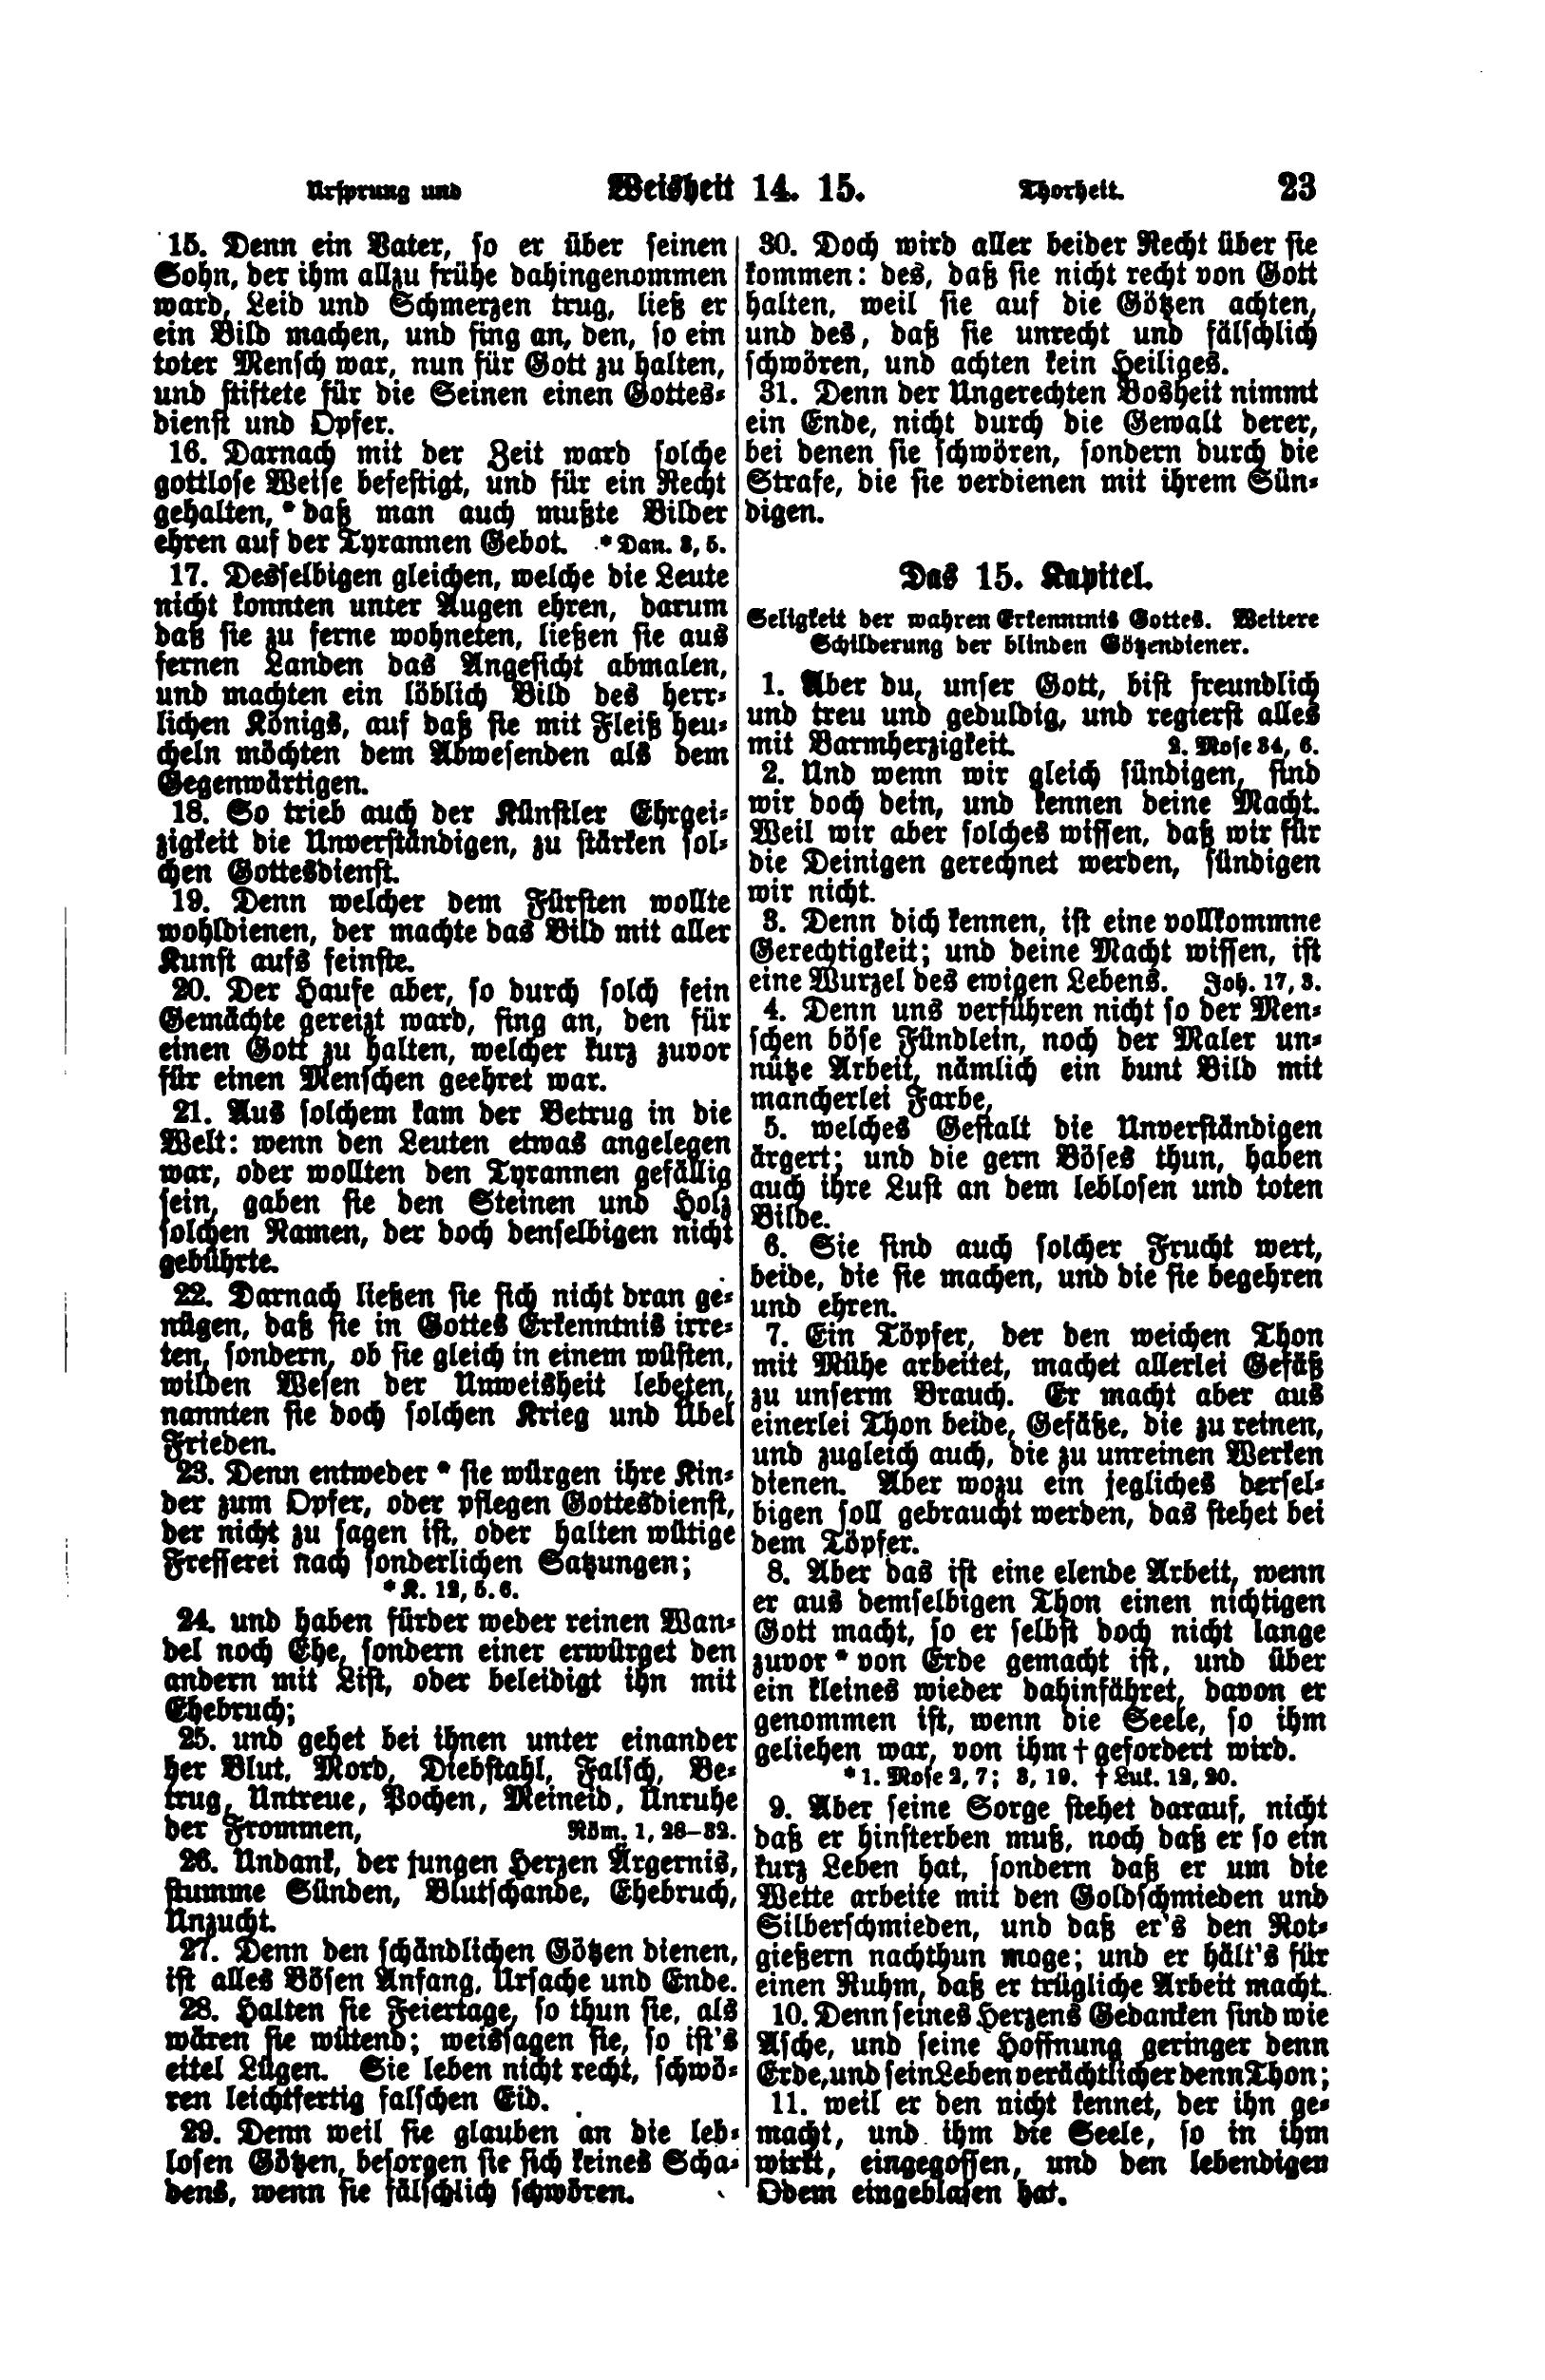 Ursprung und Weisheit 14. 15. Thorheit. 23
15. Denn ein Vater, so er über seinen
Sohn, der ihm allzu frühe dahingenommen
ward, Leid und Schmerzen trug, ließ er
ein Bild machen, und fing an, den, so ein
toter Mensch war, nun für Gott zu halten,
und stiftete für die Seinen einen Gottes-
dienst und Opfer.
16. Darnach mit der Zeit ward solche
gottlose Weise befestigt, und für ein Recht
gehalten, * daß man auch mußte Bilder
ehren auf der Tyrannen Gebot. * Dan. 3, 5.
17. Desselbigen gleichen, welche die Leute
nicht konnten unter Augen ehren, darum
daß sie zu ferne wohneten, ließen sie aus
fernen Landen das Angesicht abmalen,
und machten ein löblich Bild des herr-
lichen Königs, auf daß sie mit Fleiß heu-
cheln möchten dem Abwesenden als dem
Gegenwärtigen.
18. So trieb auch der Künstler Ehrgei-
zigkeit die Unverständigen, zu stärken sol-
chen Gottesdienst.
19. Denn welcher dem Fürsten wollte
wohldienen, der machte das Bild mit aller
Kunst aufs feinste.
20. Der Haufe aber, so durch solch fein
Gemächte gereizt ward, fing an, den für
einen Gott zu halten, welcher kurz zuvor
für einen Menschen geehret war.
21. Aus solchem kam der Betrug in die
Welt: wenn den Leuten etwas angelegen
war, oder wollten den Tyrannen gefällig
sein, gaben sie den Steinen und Holz
solchen Namen, der doch denselbigen nicht
gebührte.
22. Darnach ließen sie sich nicht dran ge-
nügen, daß sie in Gottes Erkenntnis irre-
ten, sondern, ob sie gleich in einem wüsten,
wilden Wesen der Unweisheit lebeten,
nannten sie doch solchen Krieg und Übel
Frieden.
23. Denn entweder * sie würgen ihre Kin-
der zum Opfer, oder pflegen Gottesdienst,
der nicht zu sagen ist, oder halten wütige
Fresserei nach sonderlichen Satzungen;
* K. 12, 5. 6.
24. und haben fürder weder reinen Wan-
del noch Ehe, sondern einer erwürget den
andern mit List, oder beleidigt ihn mit
Ehebruch;
25. und gehet bei ihnen unter einander
her Blut, Mord, Diebstahl, Falsch, Be-
trug, Untreue, Pochen, Meineid, Unruhe
der Frommen, Röm. 1, 26–32.
26. Undank, der jungen Herzen Ärgernis,
stumme Sünden, Blutschande, Ehebruch,
Unzucht.
27. Denn den schändlichen Götzen dienen,
ist alles Bösen Anfang, Ursache und Ende.
28. Halten sie Feiertage, so thun sie, als
wären sie wütend; weissagen sie, so ist's
eitel Lügen. Sie leben nicht recht, schwö-
ren leichtfertig falschen Eid.
29. Denn weil sie glauben an die leb-
losen Götzen, besorgen sie sich keines Scha-
dens, wenn sie fälschlich schwören.
30. Doch wird aller beider Recht über sie
kommen: des, daß sie nicht recht von Gott
halten, weil sie auf die Götzen achten,
und des, daß sie unrecht und fälschlich
schwören, und achten kein Heiliges.
31. Denn der Ungerechten Bosheit nimmt
ein Ende, nicht durch die Gewalt derer,
bei denen sie schwören, sondern durch die
Strafe, die sie verdienen mit ihrem Sün-
digen.
Das 15. Kapitel.
Seligkeit der wahren Erkenntnis Gottes. Weitere
Schilderung der blinden Götzendiener.
1. Aber du, unser Gott, bist freundlich
und treu und geduldig, und regierst alles
mit Barmherzigkeit. 2. Mose 34, 6.
2. Und wenn wir gleich sündigen, sind
wir doch dein, und kennen deine Macht.
Weil wir aber solches wissen, daß wir für
die Deinigen gerechnet werden, sündigen
wir nicht.
3. Denn dich kennen, ist eine vollkommne
Gerechtigkeit; und deine Macht wissen, ist
eine Wurzel des ewigen Lebens. Joh. 17, 3.
4. Denn uns verführen nicht so der Men-
schen böse Fündlein, noch der Maler un-
nütze Arbeit, nämlich ein bunt Bild mit
mancherlei Farbe,
5. welches Gestalt die Unverständigen
ärgert; und die gern Böses thun, haben
auch ihre Lust an dem leblosen und toten
Bilde.
6. Sie sind auch solcher Frucht wert,
beide, die sie machen, und die sie begehren
und ehren.
7. Ein Töpfer, der den weichen Thon
mit Mühe arbeitet, machet allerlei Gefäß
zu unserm Brauch. Er macht aber aus
einerlei Thon beide, Gefäße, die zu reinen,
und zugleich auch, die zu unreinen Werken
dienen. Aber wozu ein jegliches dersel-
bigen soll gebraucht werden, das stehet bei
dem Töpfer.
8. Aber das ist eine elende Arbeit, wenn
er aus demselbigen Thon einen nichtigen
Gott macht, so er selbst doch nicht lange
zuvor * von Erde gemacht ist, und über
ein kleines wieder dahinfähret, davon er
genommen ist, wenn die Seele, so ihm
geliehen war, von ihm † gefordert wird.
* 1. Mose 2, 7; 3, 19. † Luk. 12, 20.
9. Aber seine Sorge stehet darauf, nicht
daß er hinsterben muß, noch daß er so ein
kurz Leben hat, sondern daß er um die
Wette arbeite mit den Goldschmieden und
Silberschmieden, und daß er's den Rot-
gießern nachthun moge; und er hält's für
einen Ruhm, daß er trügliche Arbeit macht.
10. Denn seines Herzens Gedanken sind wie
Asche, und seine Hoffnung geringer denn
Erde, und sein Leben verächtlicher denn Thon;
11. weil er den nicht kennet, der ihn ge-
macht, und ihm die Seele, so in ihm
wirkt, eingegossen, und den lebendigen
Odem eingeblasen hat.